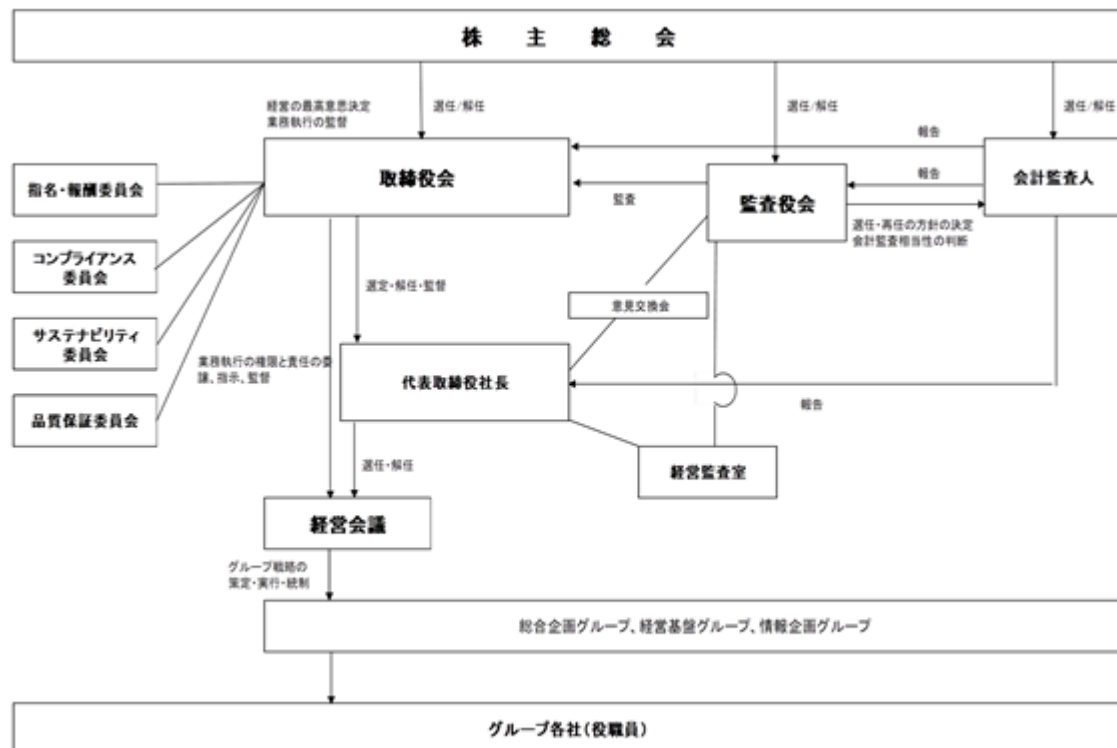 株 主 総 会
経営の最高意思決定
業務執行の監督
選任/解任
選任/解任
選任/解任
取締役会
報告
会計監査人
指名・報酬委員会
監査
監査役会
報告
選任・再任の方針の決定
会計監査相当性の判断
コンプライアンス
委員会
選定・解任・監督
意見交換会
サステナビリティ
委員会
業務執行の権限と責任の委
譲、指示、監督
代表取締役社長
報告
品質保証委員会
選任・解任
経営監査室
経営会議
グループ戦略の
策定・実行・統制
総合企画グループ、経営基盤グループ、情報企画グループ
グループ各社(役職員)